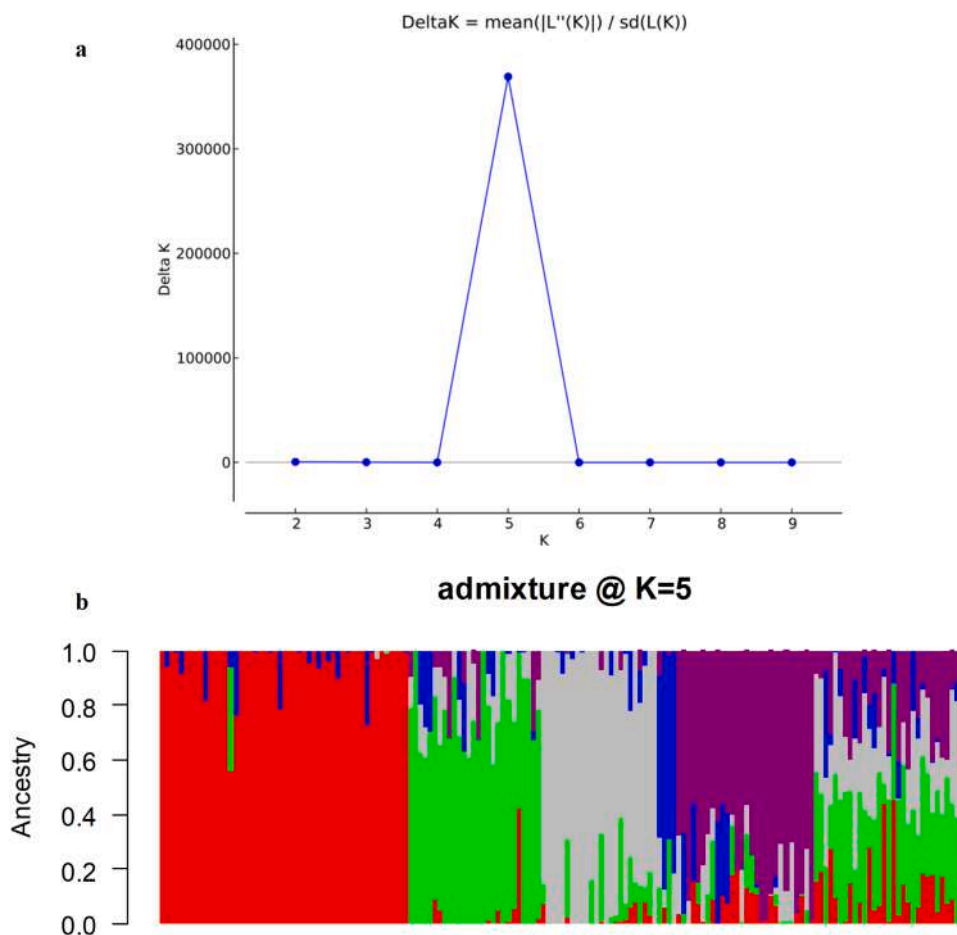 a
DeltaK = mean(|L''(K)|) / sd(L(K))
400000
300000
200000
100000
0
Delta K
2 3 4 5 6 7 8 9
K
b
admixture @ K=5
1.0
0.8
0.6
0.4
0.2
0.0
Ancestry